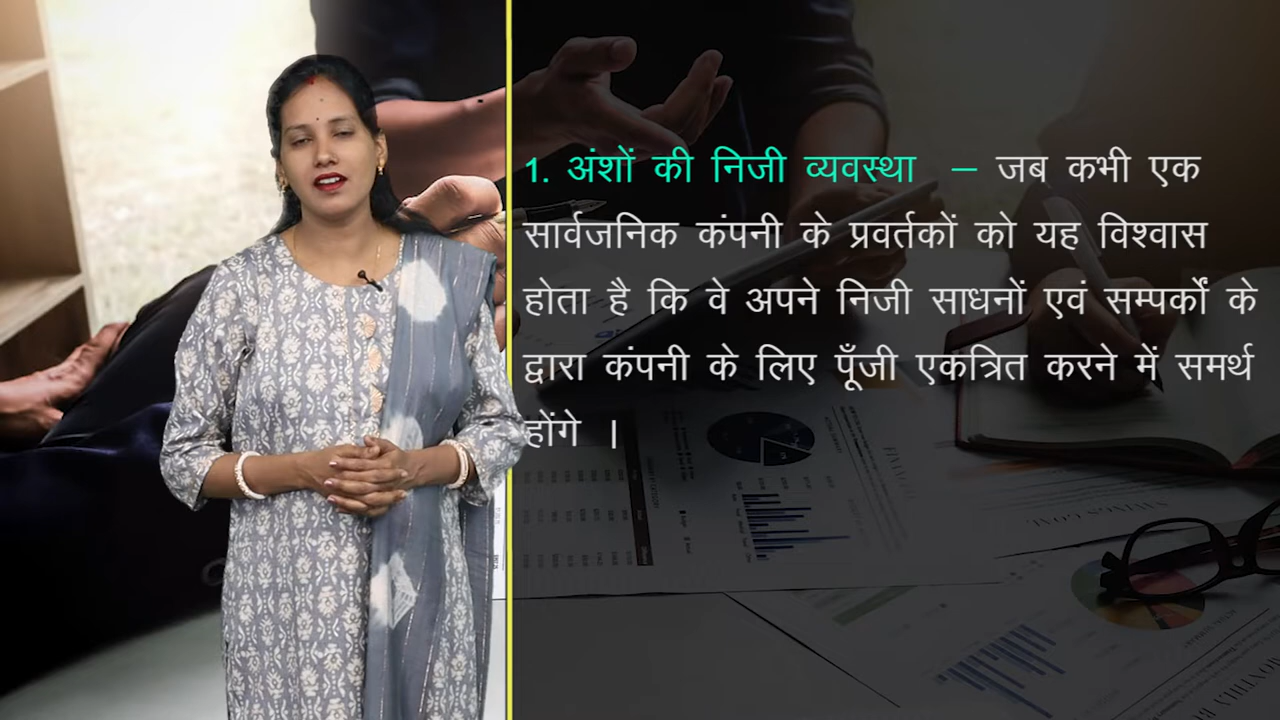 1. अंशों की निजी व्यवस्था – जब कभी एक
सार्वजनिक कंपनी के प्रवर्तकों को यह विश्वास
होता है कि वे अपने निजी साधनों एवं सम्पर्कों के
द्वारा कंपनी के लिए पूँजी एकत्रित करने में समर्थ
होंगे ।